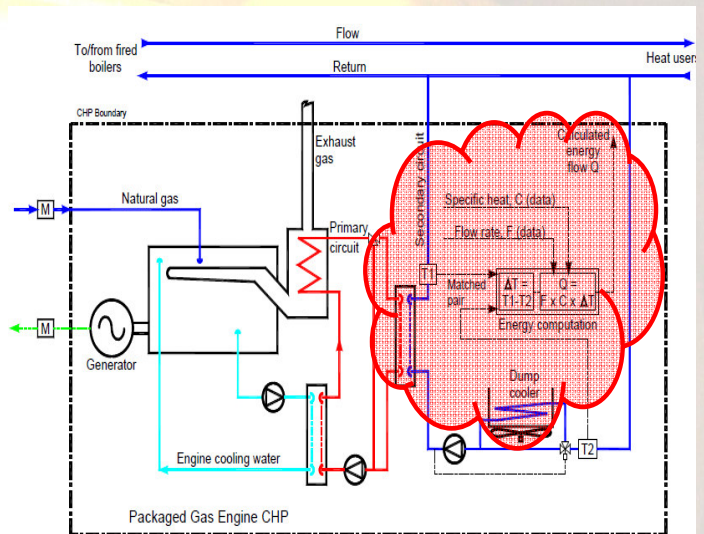 Flow
To/from fired
boilers
Return
Heat users
CHP Boundary
Exhaust
gas
Secondary circuit
Calculated
energy
flow Q
Natural gas
M
Specific heat, C (data)
Primary
circuit
Flow rate, F (data)
T1
Matched
pair
ΔT =
T1-T2
Q =
F x C x ΔT
Energy computation
M
Generator
Dump
cooler
Engine cooling water
T2
Packaged Gas Engine CHP